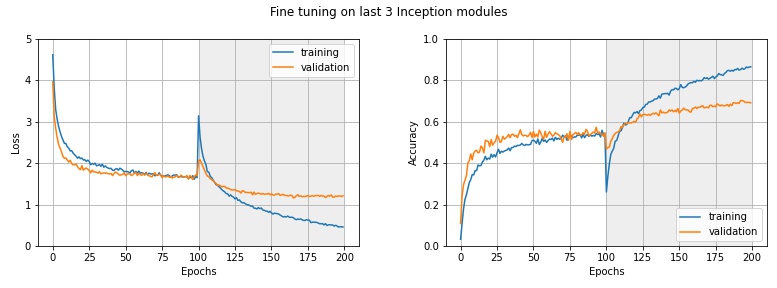 Fine tuning on last 3 Inception modules
5
4
3
2
1
0
Loss
training
validation
0 25 50 75 100 125 150 175 200
Epochs
1.0
0.8
0.6
0.4
0.2
0.0
Accuracy
training
validation
0 25 50 75 100 125 150 175 200
Epochs